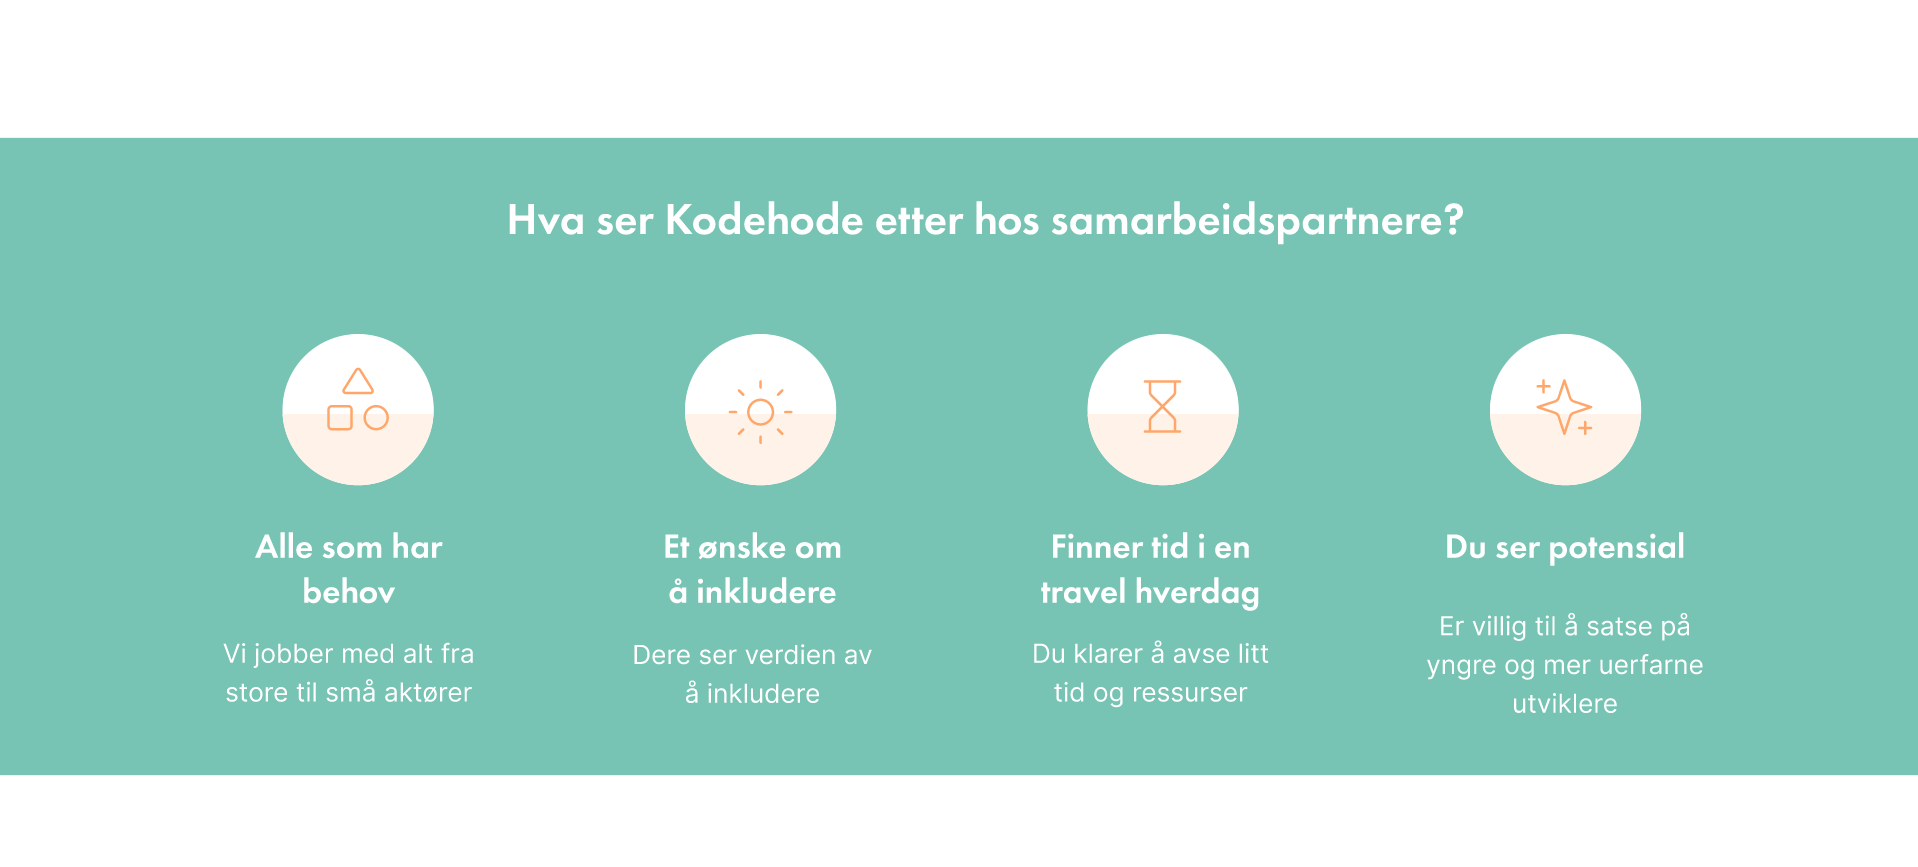 Hva ser Kodehode etter hos samarbeidspartnere?
Alle som har
behov
Vi jobber med alt fra
store til små aktører
Et ønske om
å inkludere
Dere ser verdien av
å inkludere
Finner tid i en
travel hverdag
Du klarer å avse litt
tid og ressurser
Du ser potensial
Er villig til å satse på
yngre og mer uerfarne
utviklere